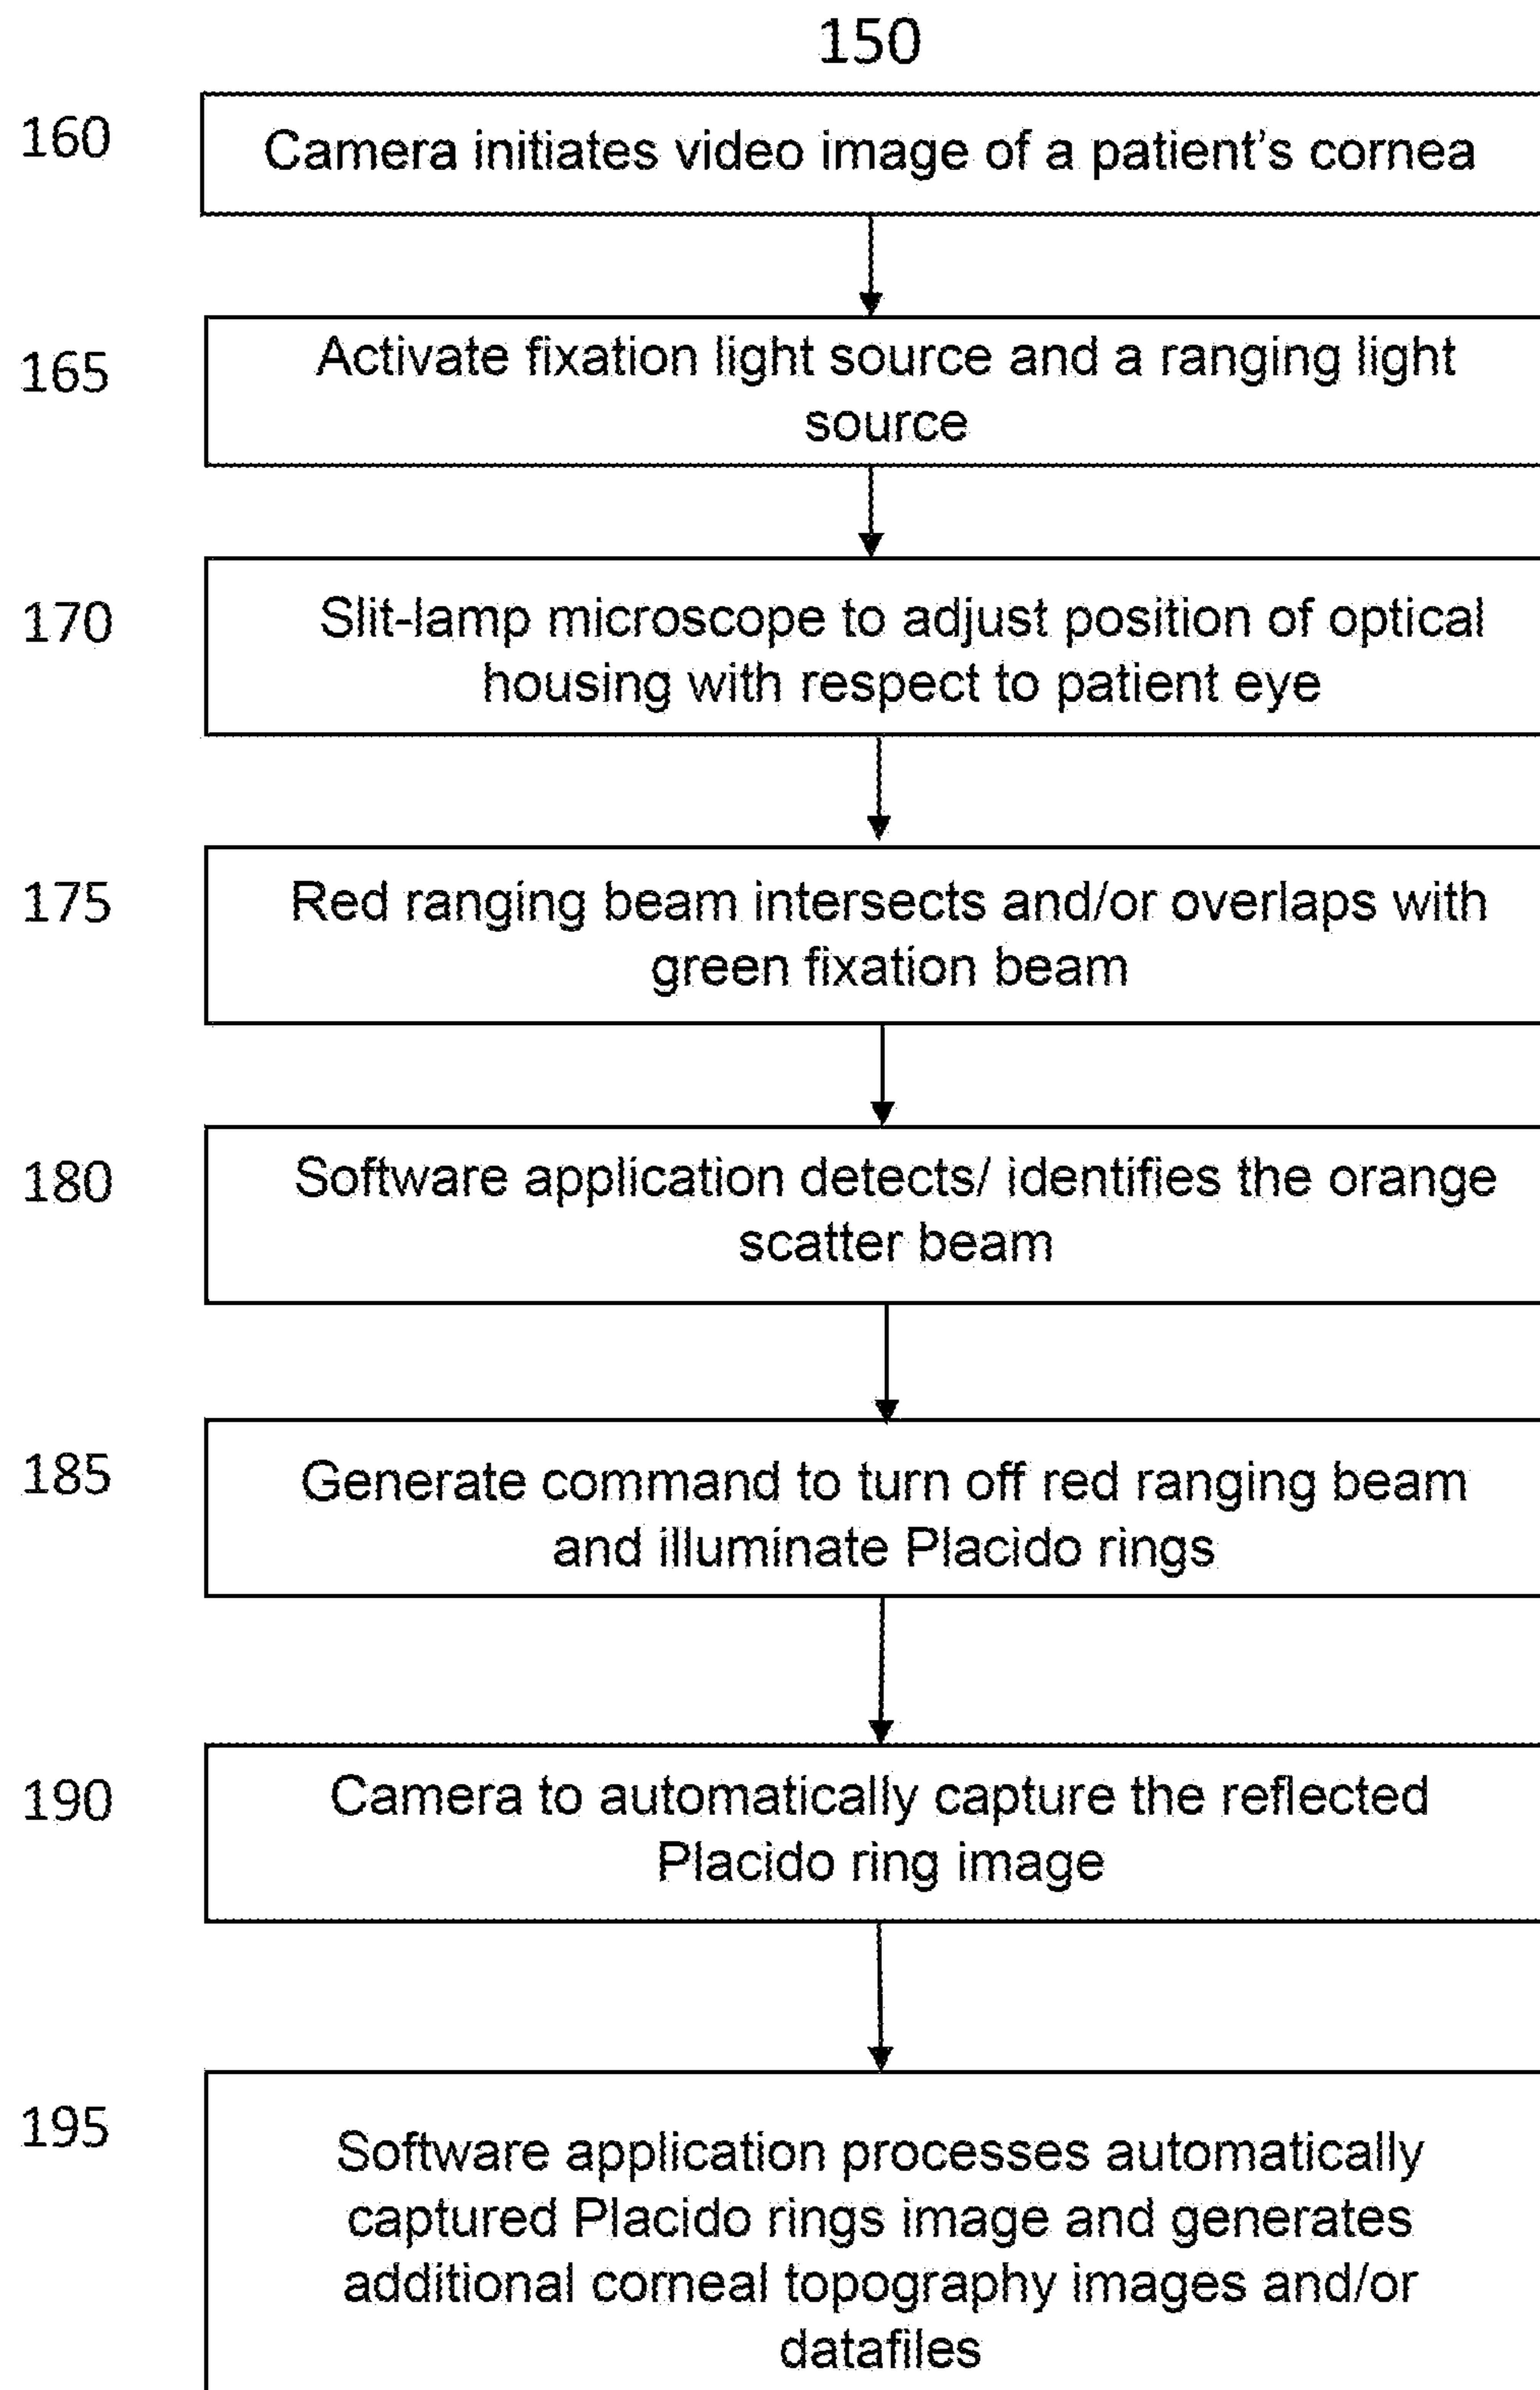 150
160
Camera initiates video image of a patient's cornea
165
Activate fixation light source and a ranging light
source
170
Slit-lamp microscope to adjust position of optical
housing with respect to patient eye
175
Red ranging beam intersects and/or overlaps with
green fixation beam
180
Software application detects/ identifies the orange
scatter beam
185
Generate command to turn off red ranging beam
and illuminate Placido rings
190
Camera to automatically capture the reflected
Placido ring image
195
Software application processes automatically
captured Placido rings image and generates
additional corneal topography images and/or
datafiles